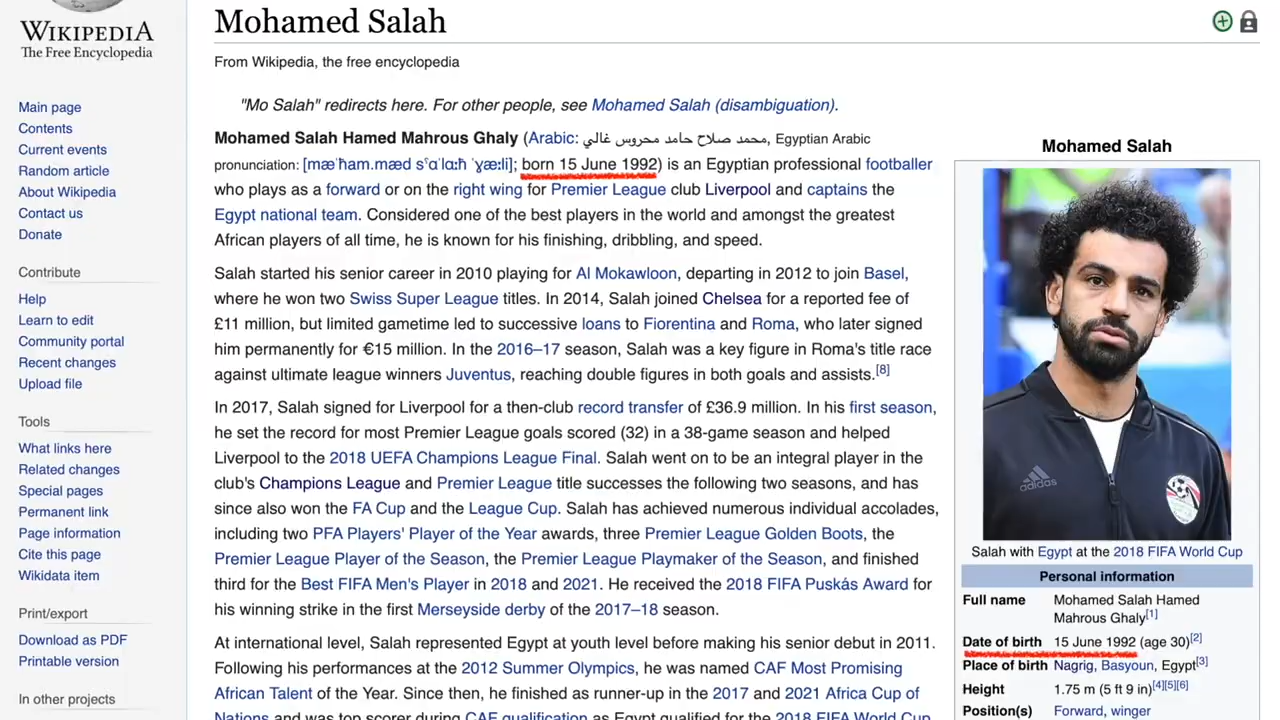 WIKIPEDIA
The Free Encyclopedia
Main page
Contents
Current events
Random article
About Wikipedia
Contact us
Donate
Contribute
Help
Learn to edit
Community portal
Recent changes
Upload file
Tools
What links here
Related changes
Special pages
Permanent link
Page information
Cite this page
Wikidata item
Print/export
Download as PDF
Printable version
In other projects
Mohamed Salah
From Wikipedia, the free encyclopedia
"Mo Salah" redirects here. For other people, see Mohamed Salah (disambiguation).
Mohamed Salah Hamed Mahrous Ghaly (Arabic: محمد صلاح حامد محروس غالي, Egyptian Arabic
pronunciation: [mæˈħam.mæd sˤɑˈlɑːħ ˈɣæːli]; born 15 June 1992) is an Egyptian professional footballer
who plays as a forward or on the right wing for Premier League club Liverpool and captains the
Egypt national team. Considered one of the best players in the world and amongst the greatest
African players of all time, he is known for his finishing, dribbling, and speed.
Salah started his senior career in 2010 playing for Al Mokawloon, departing in 2012 to join Basel,
where he won two Swiss Super League titles. In 2014, Salah joined Chelsea for a reported fee of
£11 million, but limited gametime led to successive loans to Fiorentina and Roma, who later signed
him permanently for €15 million. In the 2016–17 season, Salah was a key figure in Roma's title race
against ultimate league winners Juventus, reaching double figures in both goals and assists.[8]
In 2017, Salah signed for Liverpool for a then-club record transfer of £36.9 million. In his first season,
he set the record for most Premier League goals scored (32) in a 38-game season and helped
Liverpool to the 2018 UEFA Champions League Final. Salah went on to be an integral player in the
club's Champions League and Premier League title successes the following two seasons, and has
since also won the FA Cup and the League Cup. Salah has achieved numerous individual accolades,
including two PFA Players' Player of the Year awards, three Premier League Golden Boots, the
Premier League Player of the Season, the Premier League Playmaker of the Season, and finished
third for the Best FIFA Men's Player in 2018 and 2021. He received the 2018 FIFA Puskás Award for
his winning strike in the first Merseyside derby of the 2017–18 season.
At international level, Salah represented Egypt at youth level before making his senior debut in 2011.
Following his performances at the 2012 Summer Olympics, he was named CAF Most Promising
African Talent of the Year. Since then, he finished as runner-up in the 2017 and 2021 Africa Cup of
Nations and was top scorer during CAF qualification as Egypt qualified for the 2018 FIFA World Cup.
Mohamed Salah
adidas
Salah with Egypt at the 2018 FIFA World Cup
Personal information
Full name Mohamed Salah Hamed
Mahrous Ghaly[1]
Date of birth 15 June 1992 (age 30)[2]
Place of birth Nagrig, Basyoun, Egypt[3]
Height 1.75 m (5 ft 9 in)[4][5][6]
Position(s) Forward, winger